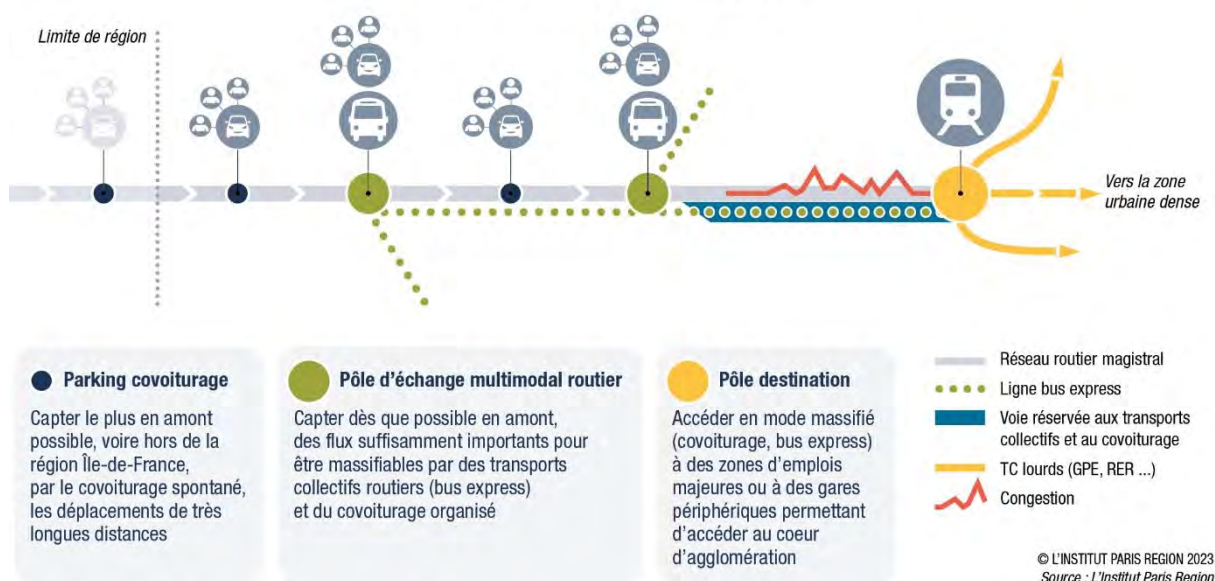 Limite de région
Vers la zone
urbaine dense
Parking covoiturage
Capter le plus en amont
possible, voire hors de la
région Île-de-France,
par le covoiturage spontané,
les déplacements de très
longues distances
Pôle d'échange multimodal routier
Capter dès que possible en amont,
des flux suffisamment importants pour
être massifiables par des transports
collectifs routiers (bus express)
et du covoiturage organisé
Pôle destination
Accéder en mode massifié
(covoiturage, bus express)
à des zones d'emplois
majeures ou à des gares
périphériques permettant
d'accéder au coeur
d'agglomération
Réseau routier magistral
Ligne bus express
Voie réservée aux transports
collectifs et au covoiturage
TC lourds (GPE, RER ...)
Congestion
© L'INSTITUT PARIS REGION 2023
Source : L'Institut Paris Region